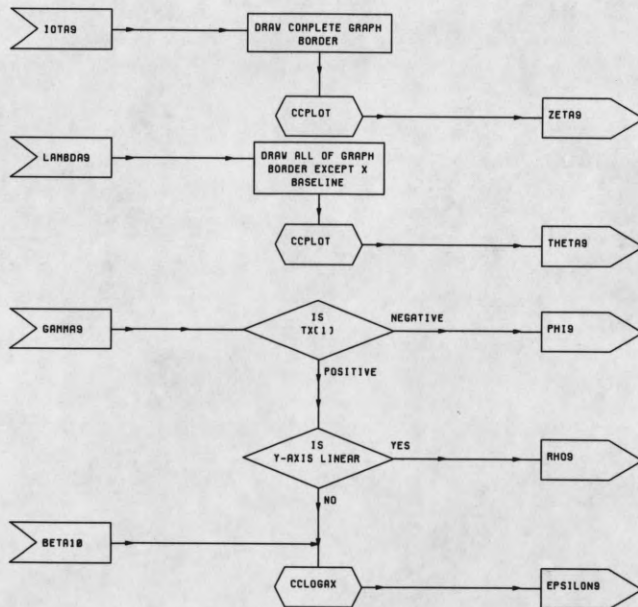 IOTA9
DRAW COMPLETE GRAPH
BORDER
CCPLOT
ZETA9
LAMBDA9
DRAW ALL OF GRAPH
BORDER EXCEPT X
BASELINE
CCPLOT
THETA9
GAMMA9
IS
TX(1)
NEGATIVE
PHI9
POSITIVE
IS
Y-AXIS LINEAR
YES
RHO9
NO
BETA10
CCLOGAX
EPSILON9